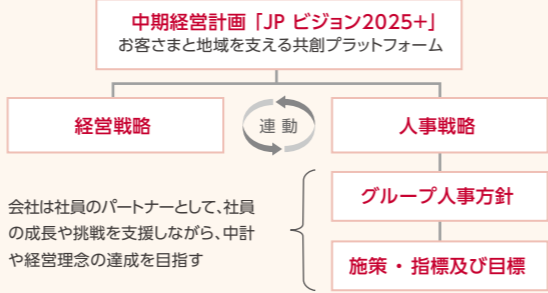 中期経営計画「JP ビジョン2025+」
お客さまと地域を支える共創プラットフォーム
経営戦略
連動
人事戦略
グループ人事方針
会社は社員のパートナーとして、社員
の成長や挑戦を支援しながら、中計
や経営理念の達成を目指す
施策・指標及び目標